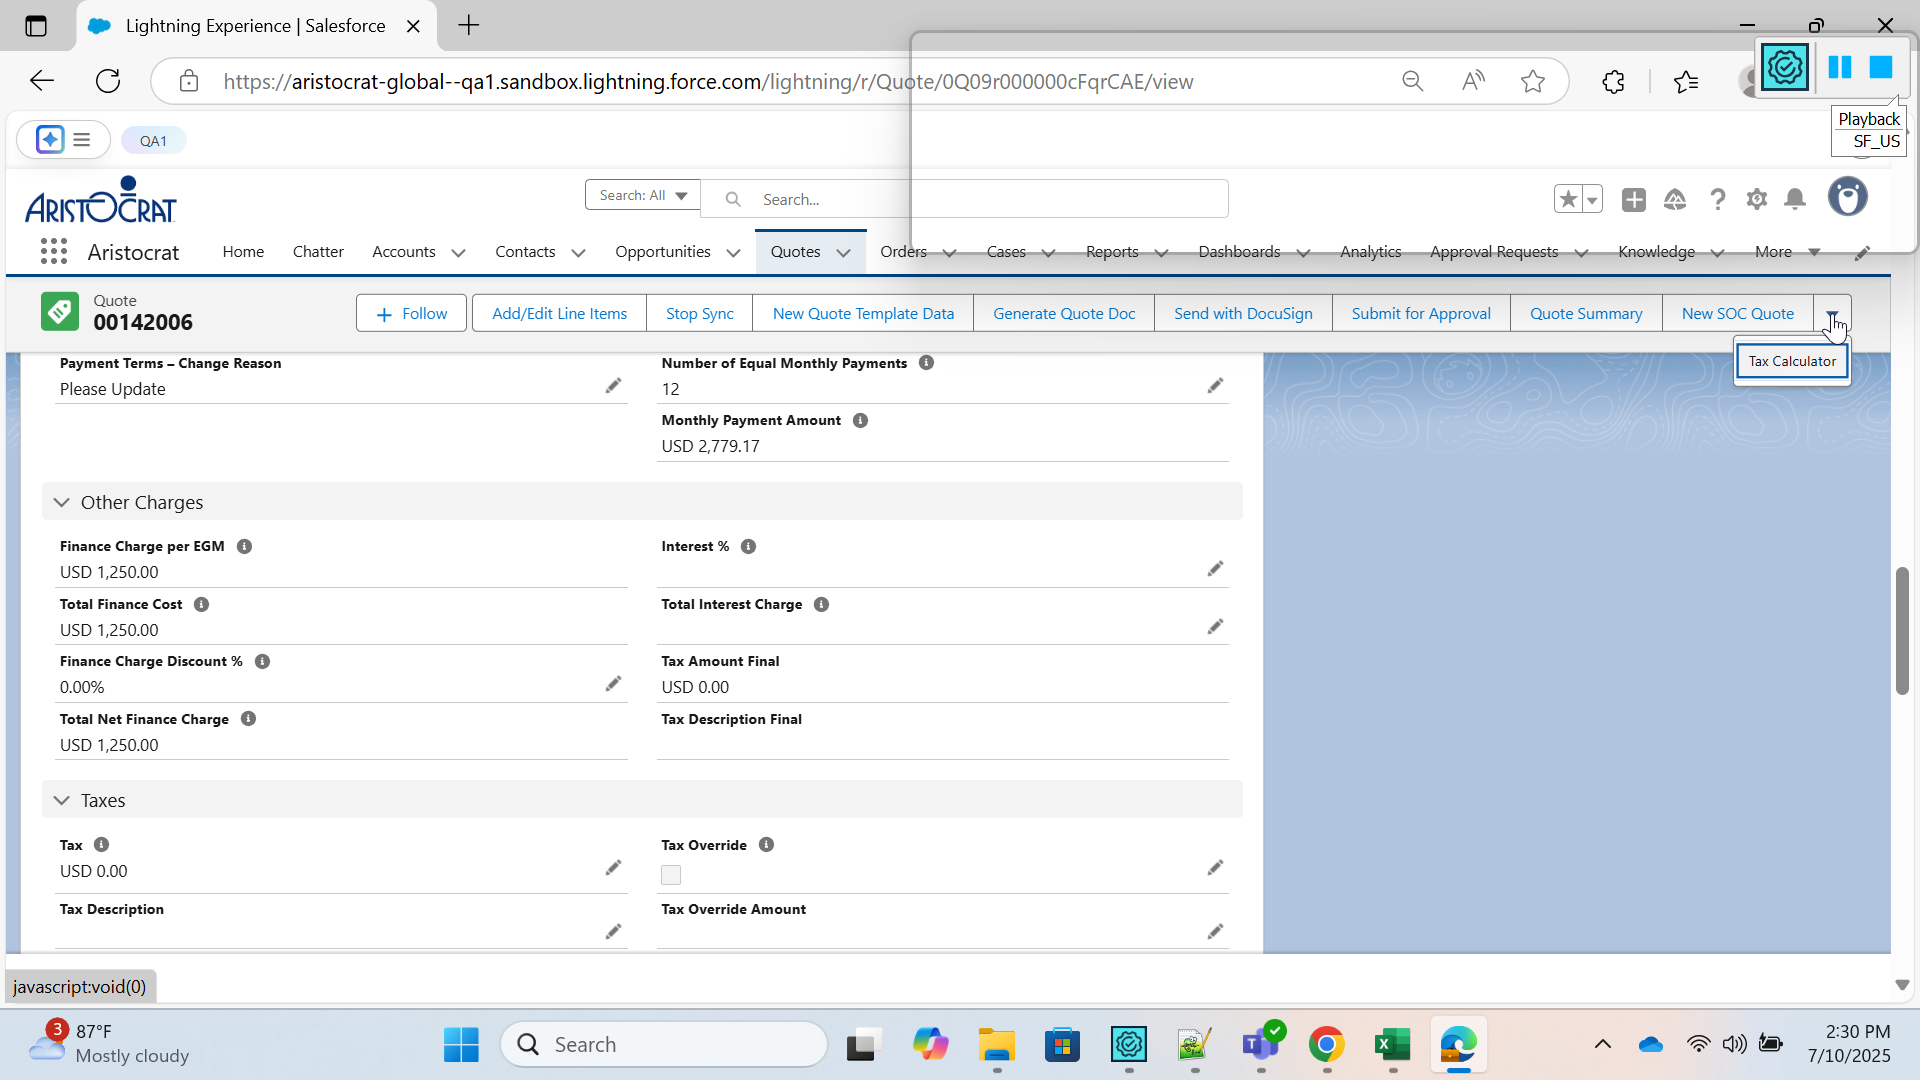 Lightning Experience | Salesforce
https://aristocrat-global--qa1.sandbox.lightning.force.com/lightning/r/Quote/0Q09r000000cFqrCAE/view
Playback
SF_US
QA1
ARISTOCRAT
Search: All
Search...
Aristocrat
Home
Chatter
Accounts
Contacts
Opportunities
Quotes
Orders
Cases
Reports
Dashboards
Analytics
Approval Requests
Knowledge
More
Quote
00142006
Follow
Add/Edit Line Items
Stop Sync
New Quote Template Data
Generate Quote Doc
Send with DocuSign
Submit for Approval
Quote Summary
New SOC Quote
Tax Calculator
Payment Terms – Change Reason
Please Update
Number of Equal Monthly Payments
12
Monthly Payment Amount
USD 2,779.17
Other Charges
Finance Charge per EGM
USD 1,250.00
Interest %
Total Finance Cost
USD 1,250.00
Total Interest Charge
Finance Charge Discount %
0.00%
Tax Amount Final
USD 0.00
Total Net Finance Charge
USD 1,250.00
Tax Description Final
Taxes
Tax
USD 0.00
Tax Override
Tax Description
Tax Override Amount
javascript:void(0)
3
87°F
Mostly cloudy
Search
2:30 PM
7/10/2025